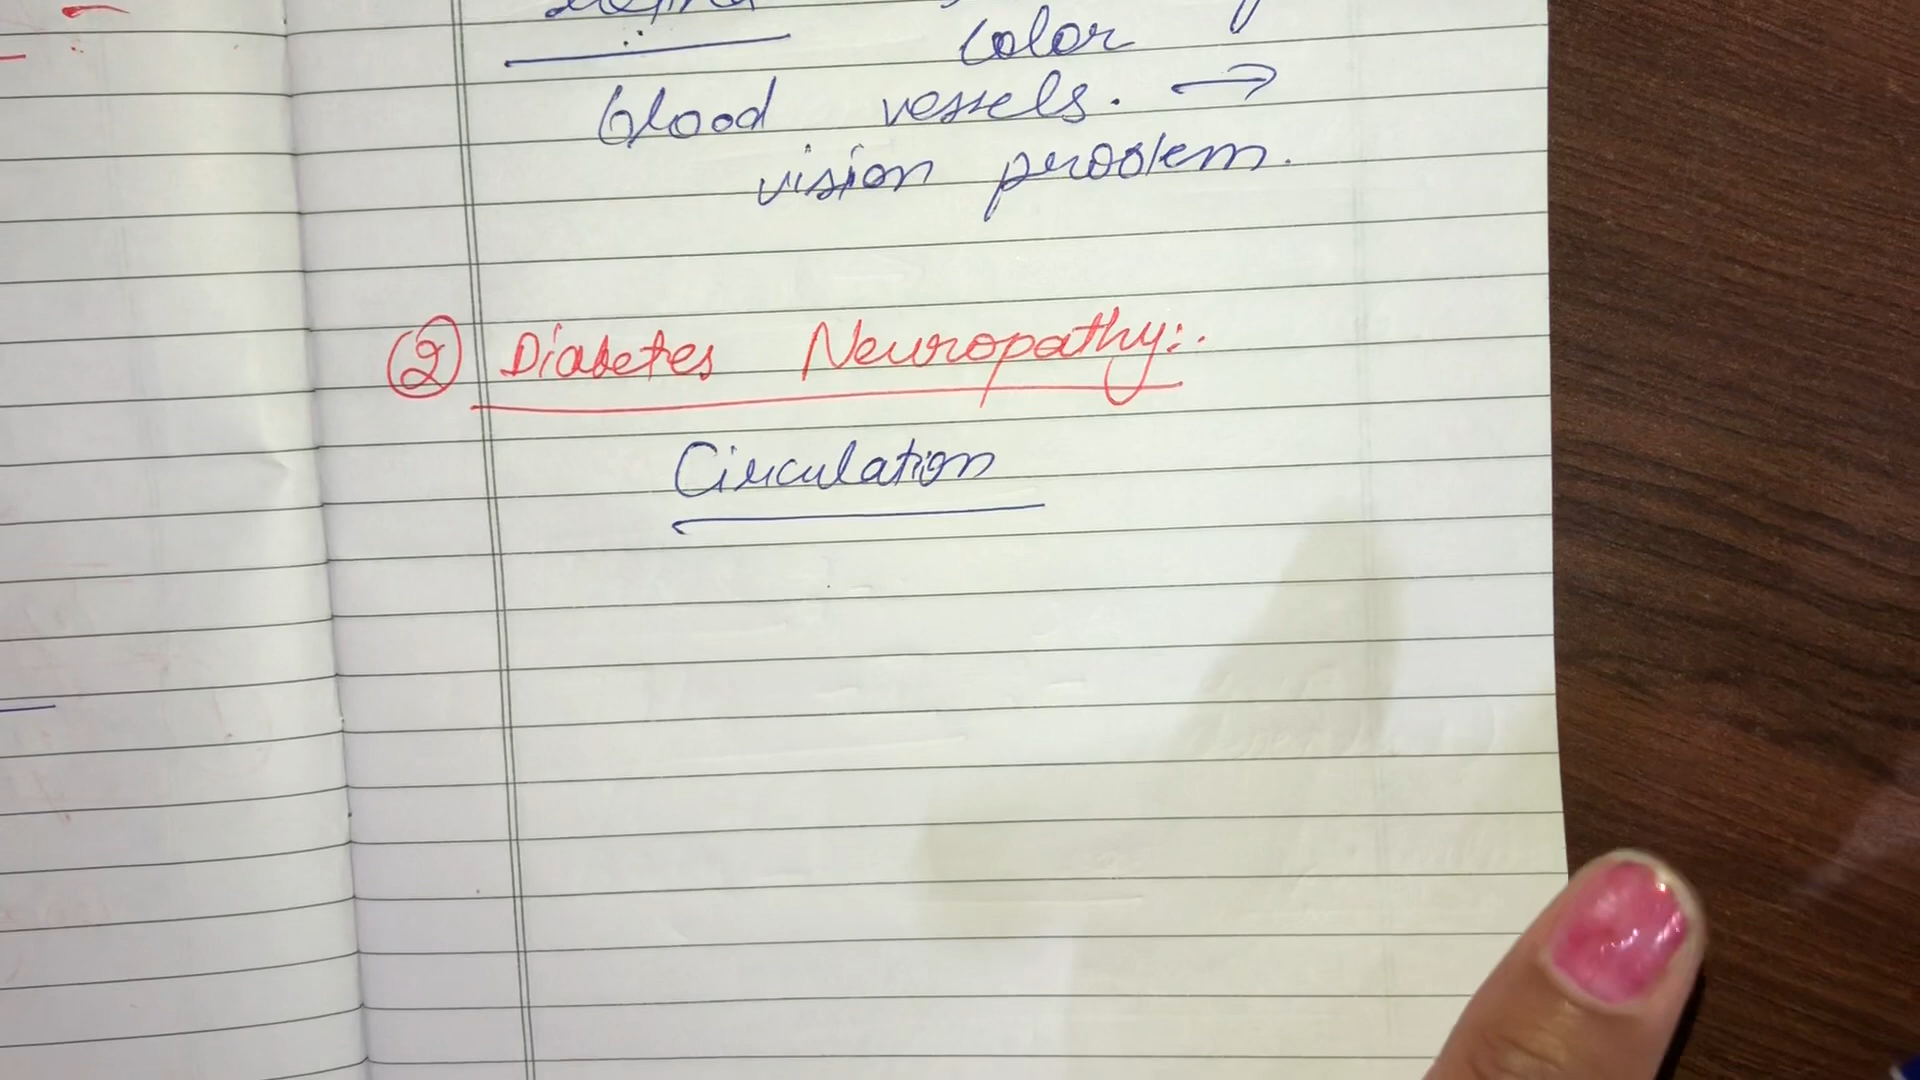 color
blood vessels. →
vision problem.
② Diabetes Neuropathy:.
Circulation